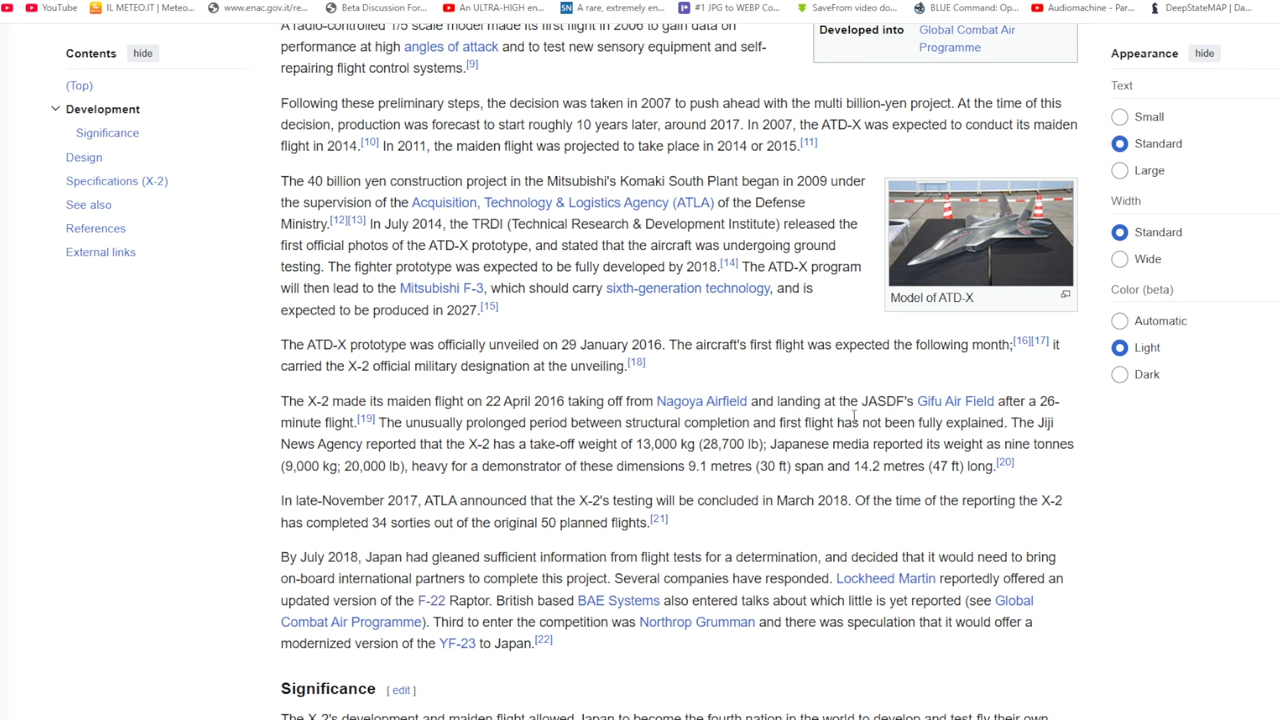 YouTube
IL METEO.IT | Meteo...
www.enac.gov.it/re...
Beta Discussion For...
An ULTRA-HIGH en...
A rare, extremely en...
#1 JPG to WEBP Co...
SaveFrom video do...
BLUE Command: Op...
Audiomachine - Par...
DeepStateMAP | Da...
Contents hide
(Top)
Development
Significance
Design
Specifications (X-2)
See also
References
External links
A radio-controlled 1/5 scale model made its first flight in 2006 to gain data on
performance at high angles of attack and to test new sensory equipment and self-
repairing flight control systems.[9]
Developed into Global Combat Air
Programme
Following these preliminary steps, the decision was taken in 2007 to push ahead with the multi billion-yen project. At the time of this
decision, production was forecast to start roughly 10 years later, around 2017. In 2007, the ATD-X was expected to conduct its maiden
flight in 2014.[10] In 2011, the maiden flight was projected to take place in 2014 or 2015.[11]
The 40 billion yen construction project in the Mitsubishi's Komaki South Plant began in 2009 under
the supervision of the Acquisition, Technology & Logistics Agency (ATLA) of the Defense
Ministry.[12][13] In July 2014, the TRDI (Technical Research & Development Institute) released the
first official photos of the ATD-X prototype, and stated that the aircraft was undergoing ground
testing. The fighter prototype was expected to be fully developed by 2018.[14] The ATD-X program
will then lead to the Mitsubishi F-3, which should carry sixth-generation technology, and is
expected to be produced in 2027.[15]
Model of ATD-X
The ATD-X prototype was officially unveiled on 29 January 2016. The aircraft's first flight was expected the following month;[16][17] it
carried the X-2 official military designation at the unveiling.[18]
The X-2 made its maiden flight on 22 April 2016 taking off from Nagoya Airfield and landing at the JASDF's Gifu Air Field after a 26-
minute flight.[19] The unusually prolonged period between structural completion and first flight has not been fully explained. The Jiji
News Agency reported that the X-2 has a take-off weight of 13,000 kg (28,700 lb); Japanese media reported its weight as nine tonnes
(9,000 kg; 20,000 lb), heavy for a demonstrator of these dimensions 9.1 metres (30 ft) span and 14.2 metres (47 ft) long.[20]
In late-November 2017, ATLA announced that the X-2's testing will be concluded in March 2018. Of the time of the reporting the X-2
has completed 34 sorties out of the original 50 planned flights.[21]
By July 2018, Japan had gleaned sufficient information from flight tests for a determination, and decided that it would need to bring
on-board international partners to complete this project. Several companies have responded. Lockheed Martin reportedly offered an
updated version of the F-22 Raptor. British based BAE Systems also entered talks about which little is yet reported (see Global
Combat Air Programme). Third to enter the competition was Northrop Grumman and there was speculation that it would offer a
modernized version of the YF-23 to Japan.[22]
Significance [ edit ]
The X-2's development and maiden flight allowed Japan to become the fourth nation in the world to develop and test fly their own
Appearance hide
Text
Small
Standard
Large
Width
Standard
Wide
Color (beta)
Automatic
Light
Dark